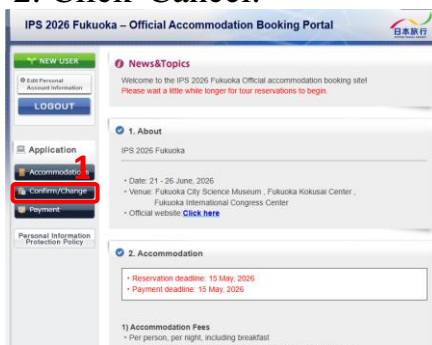 2. Click Cancel.
IPS 2026 Fukuoka – Official Accommodation Booking Portal
日本旅行
NEW USER
Edit Personal
Account Information
LOGOUT
Application
Accommodations
1
Confirm/Change
Payment
Personal Information
Protection Policy
News&Topics
Welcome to the IPS 2026 Fukuoka Official accommodation booking site!
Please wait a little while longer for tour reservations to begin.
1. About
IPS 2026 Fukuoka
・Date: 21 - 26 June, 2026
・Venue: Fukuoka City Science Museum , Fukuoka Kokusai Center ,
Fukuoka International Congress Center
・Official website Click here
2. Accommodation
・Reservation deadline: 15 May, 2026
・Payment deadline: 15 May, 2026
1) Accommodation Fees
・Per person, per night, including breakfast